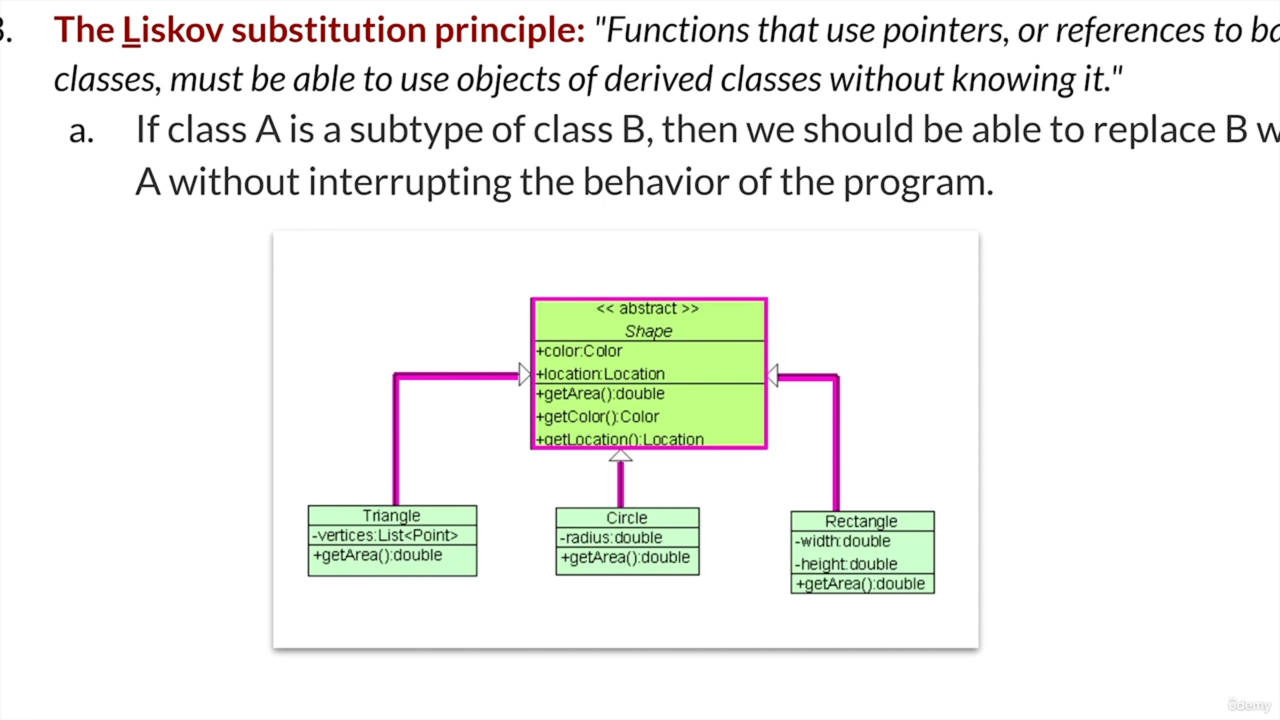 3. The Liskov substitution principle: "Functions that use pointers, or references to
classes, must be able to use objects of derived classes without knowing it."
a. If class A is a subtype of class B, then we should be able to replace B
A without interrupting the behavior of the program.
<< abstract >>
Shape
+color:Color
+location:Location
+getArea():double
+getColor():Color
+getLocation():Location
Triangle
-vertices:List<Point>
+getArea():double
Circle
-radius:double
+getArea():double
Rectangle
-width:double
-height:double
+getArea():double
ûdemy